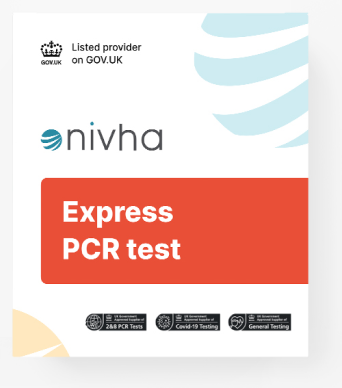 Listed provider
on GOV.UK
GOV.UK
nivha
Express
PCR test
UK Government
Approved Supplier of
2&8 PCR Tests
UK Government
Approved Supplier of
Covid-19 Testing
UK Government
Approved Supplier of
General Testing